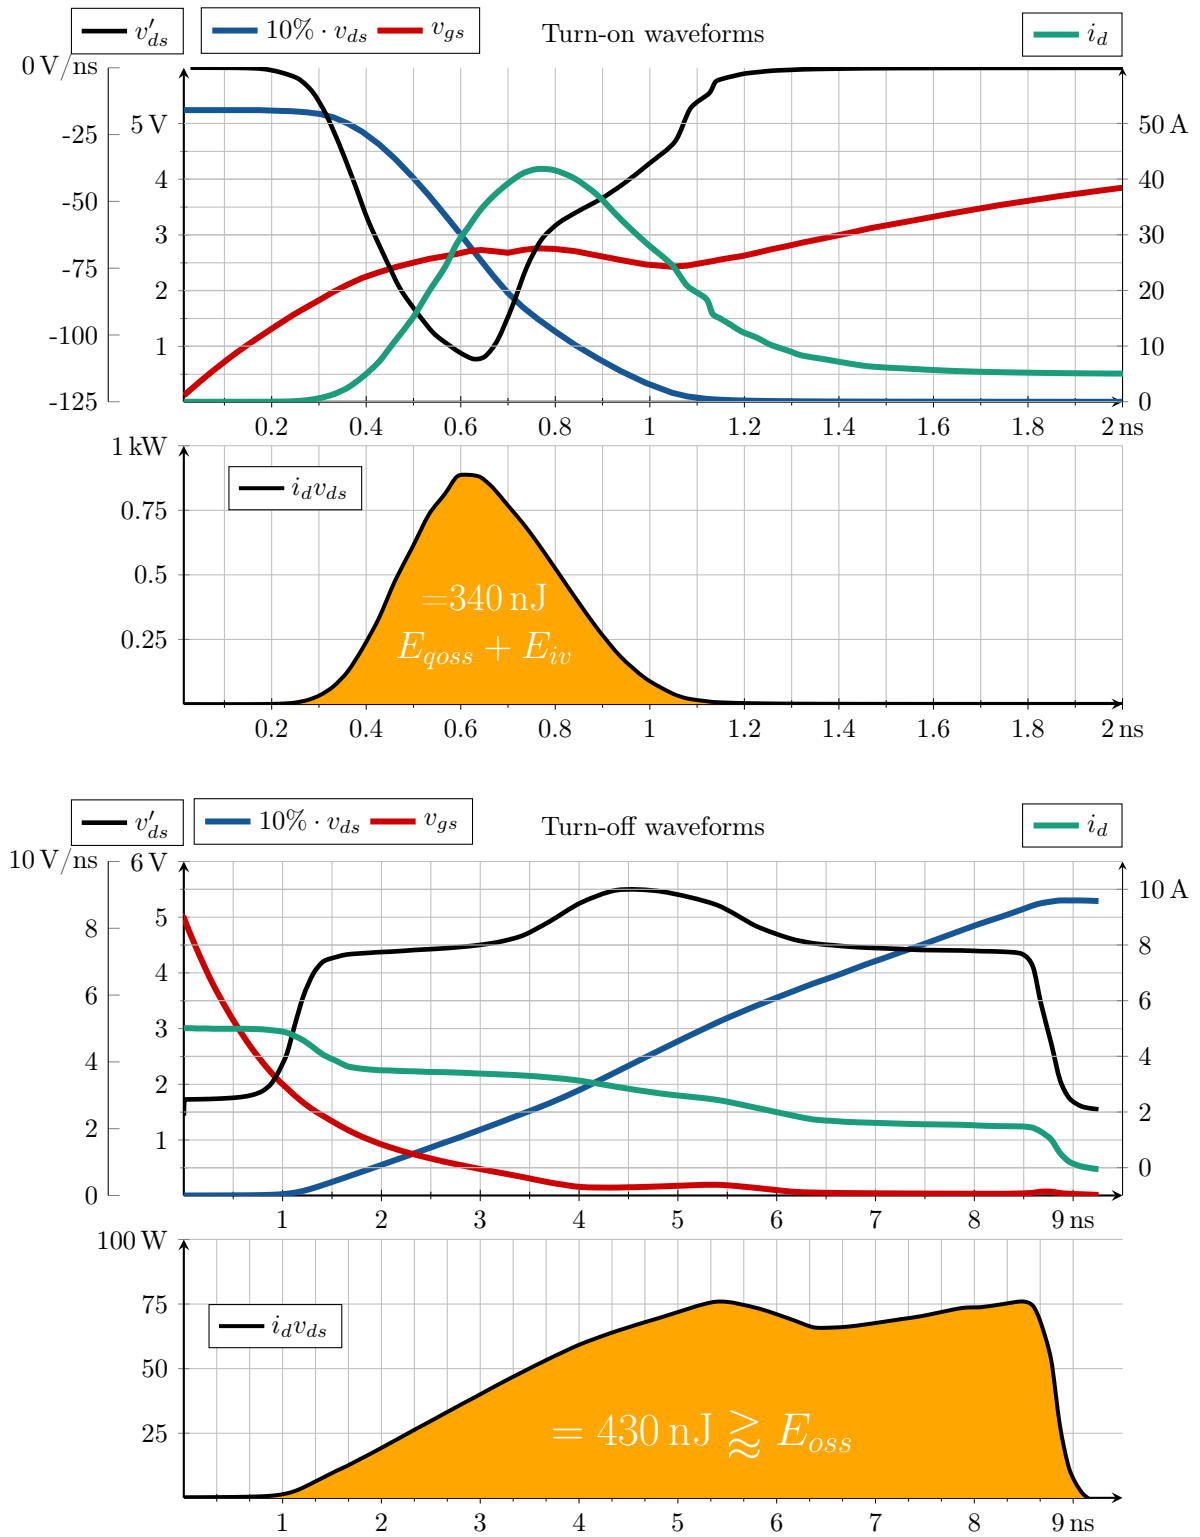 v'ds 10% · vds vgs Turn-on waveforms id
0 V/ns
-25 5 V 50 A
-50 4 40
3 30
-75 2 20
-100 1 10
-125 0
0.2 0.4 0.6 0.8 1 1.2 1.4 1.6 1.8 2 ns
1 kW
idvds
0.75
0.5
=340 nJ
0.25
Eqoss + Eiv
0.2 0.4 0.6 0.8 1 1.2 1.4 1.6 1.8 2 ns
v'ds 10% · vds vgs Turn-off waveforms id
10 V/ns 6 V
5 10 A
8 4 8
6 3 6
4 2 4
2 1 2
0 0
1 2 3 4 5 6 7 8 9 ns
100 W
75
idvds
50
25 = 430 nJ ⪆ Eoss
1 2 3 4 5 6 7 8 9 ns